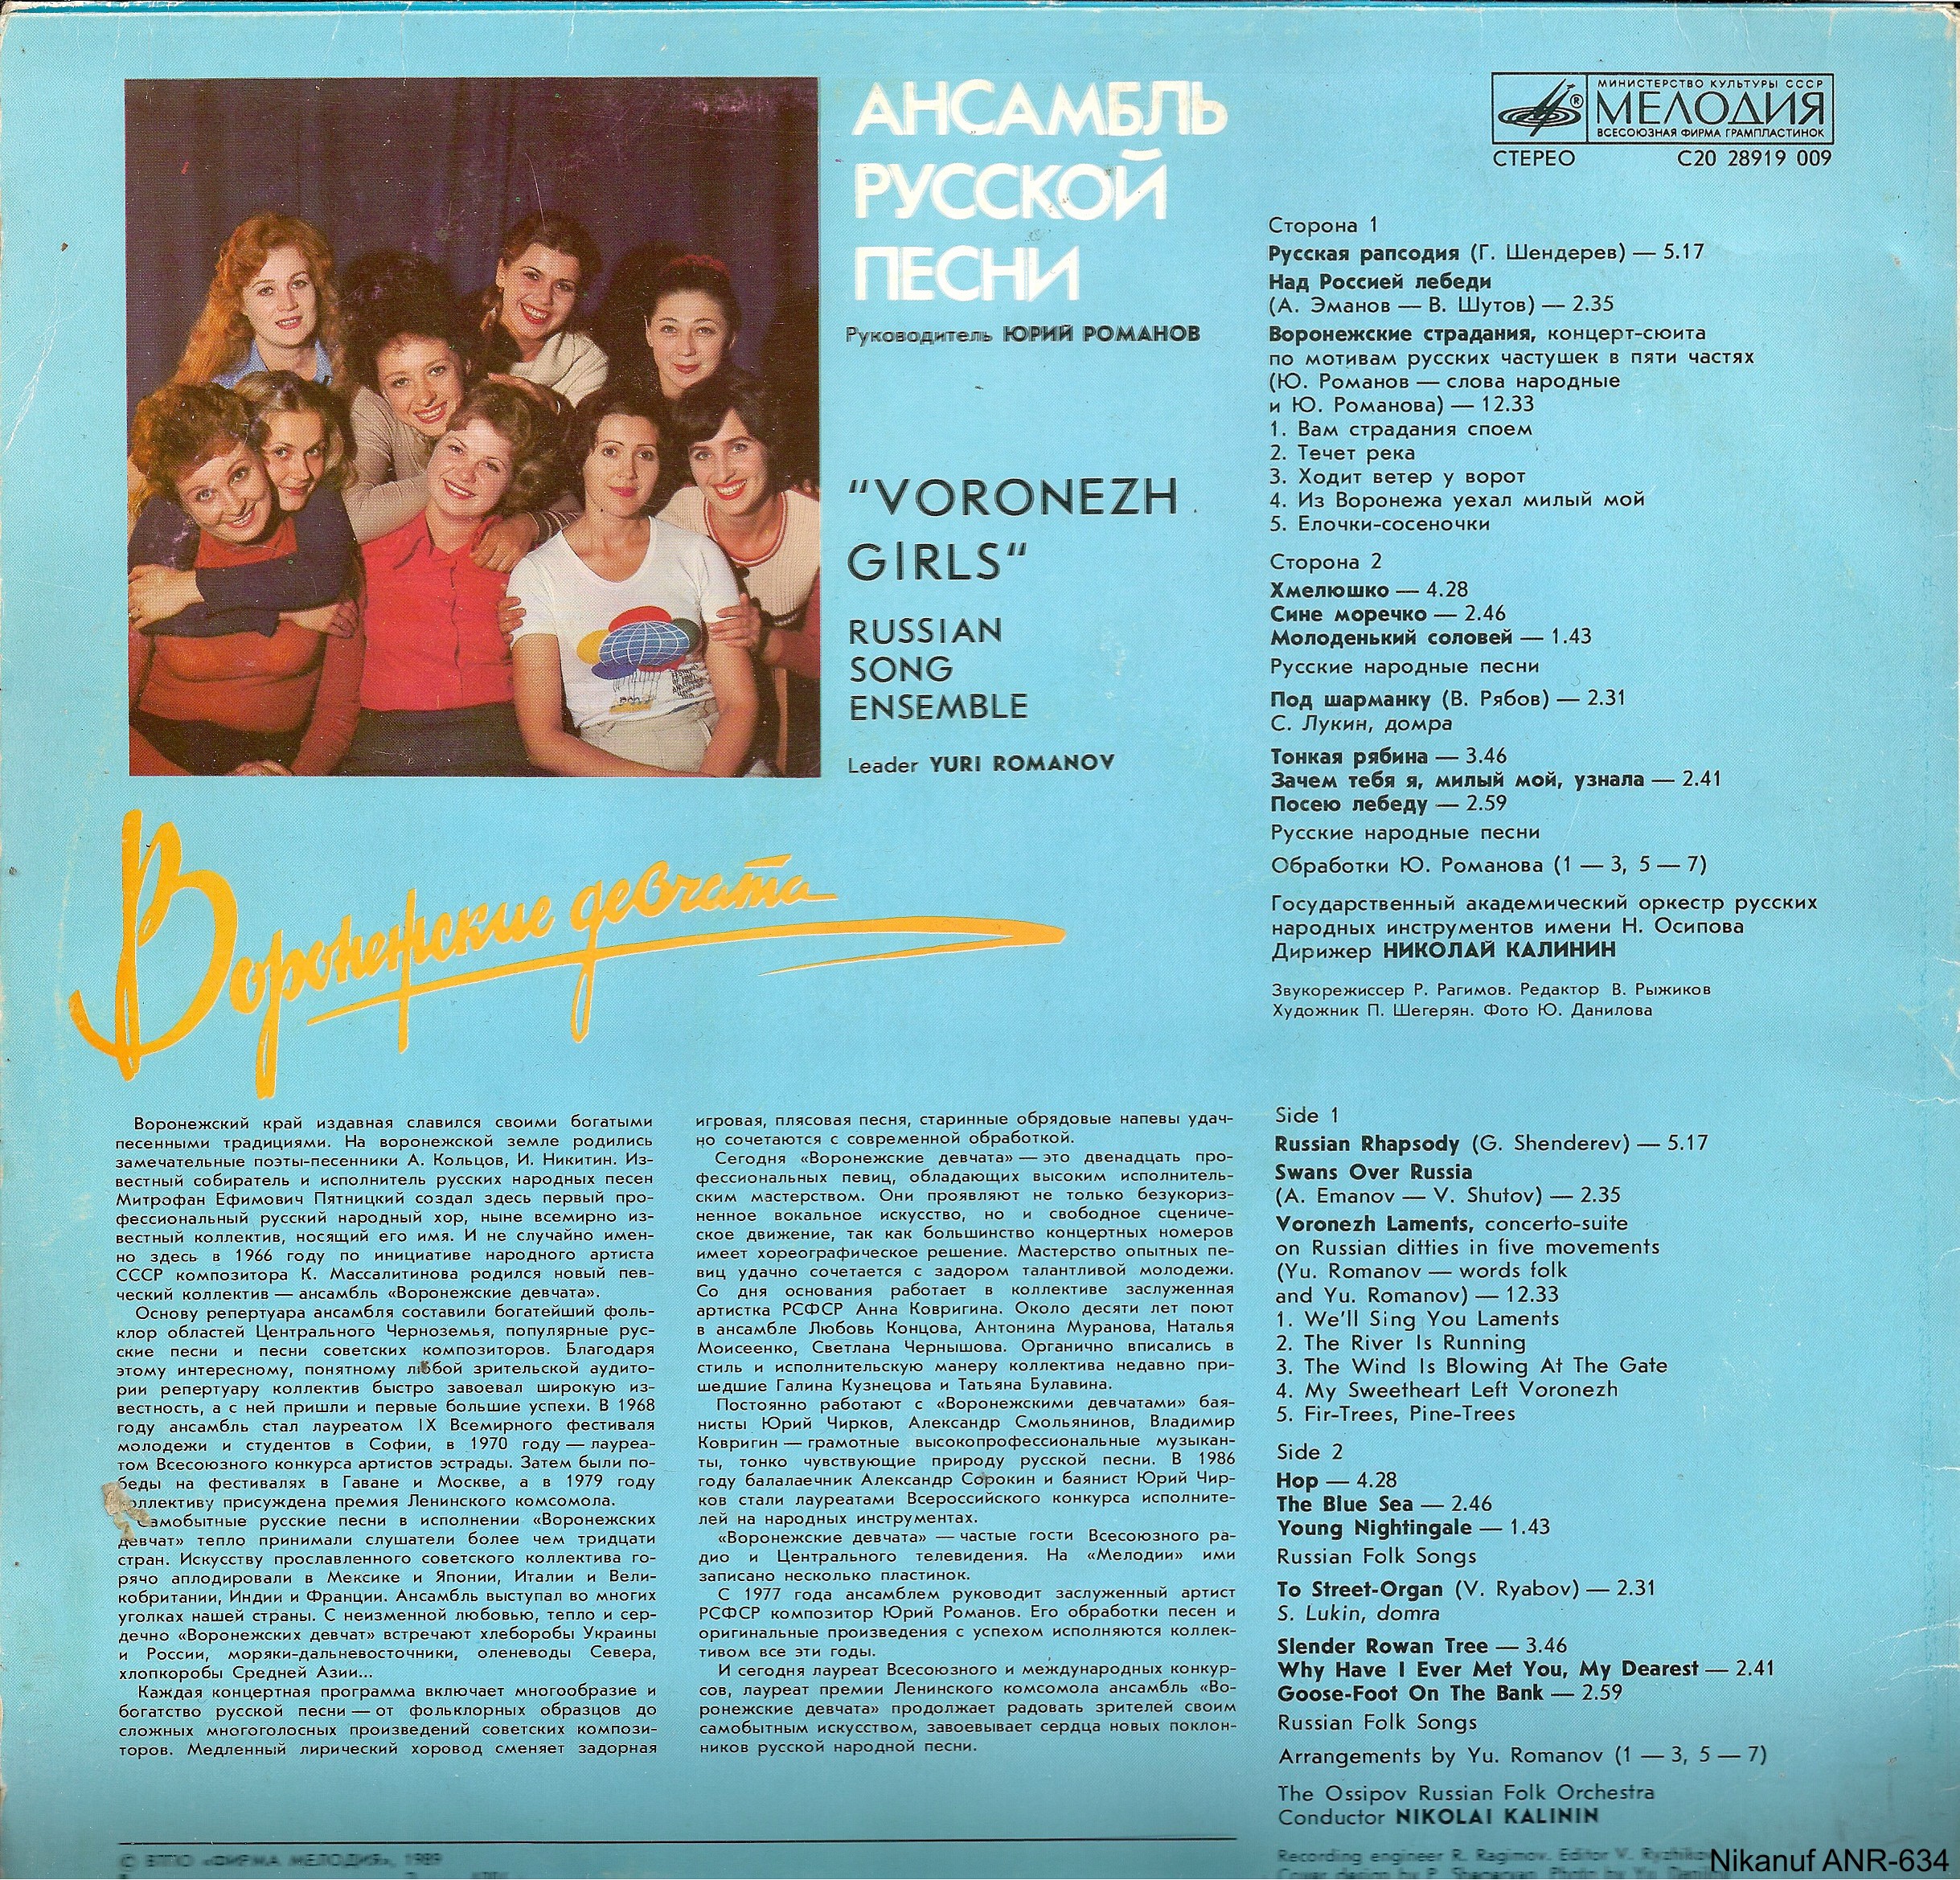 АНСАМБЛЬ
РУССКОЙ
ПЕСНИ
Руководитель ЮРИЙ РОМАНОВ
"VORONEZH
GIRLS"
RUSSIAN
SONG
ENSEMBLE
Leader YURI ROMANOV
Воронежские девчата
МИНИСТЕРСТВО КУЛЬТУРЫ СССР
® МЕЛОДИЯ
ВСЕСОЮЗНАЯ ФИРМА ГРАМПЛАСТИНОК
СТЕРЕО С20 28919 009
Сторона 1
Русская рапсодия (Г. Шендерев) — 5.17
Над Россией лебеди
(А. Эманов — В. Шутов) — 2.35
Воронежские страдания, концерт-сюита
по мотивам русских частушек в пяти частях
(Ю. Романов — слова народные
и Ю. Романова) — 12.33
1. Вам страдания споем
2. Течет река
3. Ходит ветер у ворот
4. Из Воронежа уехал милый мой
5. Елочки-сосеночки
Сторона 2
Хмелюшко — 4.28
Сине моречко — 2.46
Молоденький соловей — 1.43
Русские народные песни
Под шарманку (В. Рябов) — 2.31
С. Лукин, домра
Тонкая рябина — 3.46
Зачем тебя я, милый мой, узнала — 2.41
Посею лебеду — 2.59
Русские народные песни
Обработки Ю. Романова (1 — 3, 5 — 7)
Государственный академический оркестр русских
народных инструментов имени Н. Осипова
Дирижер НИКОЛАЙ КАЛИНИН
Звукорежиссер Р. Рагимов. Редактор В. Рыжиков
Художник П. Шегерян. Фото Ю. Данилова
Воронежский край издавна славился своими богатыми
песенными традициями. На воронежской земле родились
замечательные поэты-песенники А. Кольцов, И. Никитин. Из-
вестный собиратель и исполнитель русских народных песен
Митрофан Ефимович Пятницкий создал здесь первый про-
фессиональный русский народный хор, ныне всемирно из-
вестный коллектив, носящий его имя. И не случайно имен-
но здесь в 1966 году по инициативе народного артиста
СССР композитора К. Массалитинова родился новый пев-
ческий коллектив — ансамбль «Воронежские девчата».
Основу репертуара ансамбля составили богатейший фоль-
клор областей Центрального Черноземья, популярные рус-
ские песни и песни советских композиторов. Благодаря
этому интересному, понятному любой зрительской аудито-
рии репертуару коллектив быстро завоевал широкую из-
вестность, а с ней пришли и первые большие успехи. В 1968
году ансамбль стал лауреатом IX Всемирного фестиваля
молодежи и студентов в Софии, в 1970 году — лауреа-
том Всесоюзного конкурса артистов эстрады. Затем были по-
беды на фестивалях в Гаване и Москве, а в 1979 году
коллективу присуждена премия Ленинского комсомола.
Самобытные русские песни в исполнении «Воронежских
девчат» тепло принимали слушатели более чем тридцати
стран. Искусству прославленного советского коллектива го-
рячо аплодировали в Мексике и Японии, Италии и Вели-
кобритании, Индии и Франции. Ансамбль выступал во многих
уголках нашей страны. С неизменной любовью, тепло и сер-
дечно «Воронежских девчат» встречают хлеборобы Украины
и России, моряки-дальневосточники, оленеводы Севера,
хлопкоробы Средней Азии...
Каждая концертная программа включает многообразие и
богатство русской песни — от фольклорных образцов до
сложных многоголосных произведений советских компози-
торов. Медленный лирический хоровод сменяет задорная
игровая, плясовая песня, старинные обрядовые напевы удач-
но сочетаются с современной обработкой.
Сегодня «Воронежские девчата» — это двенадцать про-
фессиональных певиц, обладающих высоким исполнитель-
ским мастерством. Они проявляют не только безукориз-
ненное вокальное искусство, но и свободное сцениче-
ское движение, так как большинство концертных номеров
имеет хореографическое решение. Мастерство опытных пе-
виц удачно сочетается с задором талантливой молодежи.
Со дня основания работает в коллективе заслуженная
артистка РСФСР Анна Ковригина. Около десяти лет поют
в ансамбле Любовь Концова, Антонина Муранова, Наталья
Моисеенко, Светлана Чернышова. Органично вписались в
стиль и исполнительскую манеру коллектива недавно при-
шедшие Галина Кузнецова и Татьяна Булавина.
Постоянно работают с «Воронежскими девчатами» бая-
нисты Юрий Чирков, Александр Смольянинов, Владимир
Ковригин — грамотные высокопрофессиональные музыкан-
ты, тонко чувствующие природу русской песни. В 1986
году балалаечник Александр Сорокин и баянист Юрий Чир-
ков стали лауреатами Всероссийского конкурса исполните-
лей на народных инструментах.
«Воронежские девчата» — частые гости Всесоюзного ра-
дио и Центрального телевидения. На «Мелодии» ими
записано несколько пластинок.
С 1977 года ансамблем руководит заслуженный артист
РСФСР композитор Юрий Романов. Его обработки песен и
оригинальные произведения с успехом исполняются коллек-
тивом все эти годы.
И сегодня лауреат Всесоюзного и международных конкур-
сов, лауреат премии Ленинского комсомола ансамбль «Во-
ронежские девчата» продолжает радовать зрителей своим
самобытным искусством, завоевывает сердца новых поклон-
ников русской народной песни.
Side 1
Russian Rhapsody (G. Shenderev) — 5.17
Swans Over Russia
(A. Emanov — V. Shutov) — 2.35
Voronezh Laments, concerto-suite
on Russian ditties in five movements
(Yu. Romanov — words folk
and Yu. Romanov) — 12.33
1. We'll Sing You Laments
2. The River Is Running
3. The Wind Is Blowing At The Gate
4. My Sweetheart Left Voronezh
5. Fir-Trees, Pine-Trees
Side 2
Hop — 4.28
The Blue Sea — 2.46
Young Nightingale — 1.43
Russian Folk Songs
To Street-Organ (V. Ryabov) — 2.31
S. Lukin, domra
Slender Rowan Tree — 3.46
Why Have I Ever Met You, My Dearest — 2.41
Goose-Foot On The Bank — 2.59
Russian Folk Songs
Arrangements by Yu. Romanov (1 — 3, 5 — 7)
The Ossipov Russian Folk Orchestra
Conductor NIKOLAI KALININ
Recording engineer R. Ragimov. Editor V.
Cover design by P. Shegeryan. Photo by Yu.
© ВТПО «ФИРМА МЕЛОДИЯ», 1989
Nikanuf ANR-634